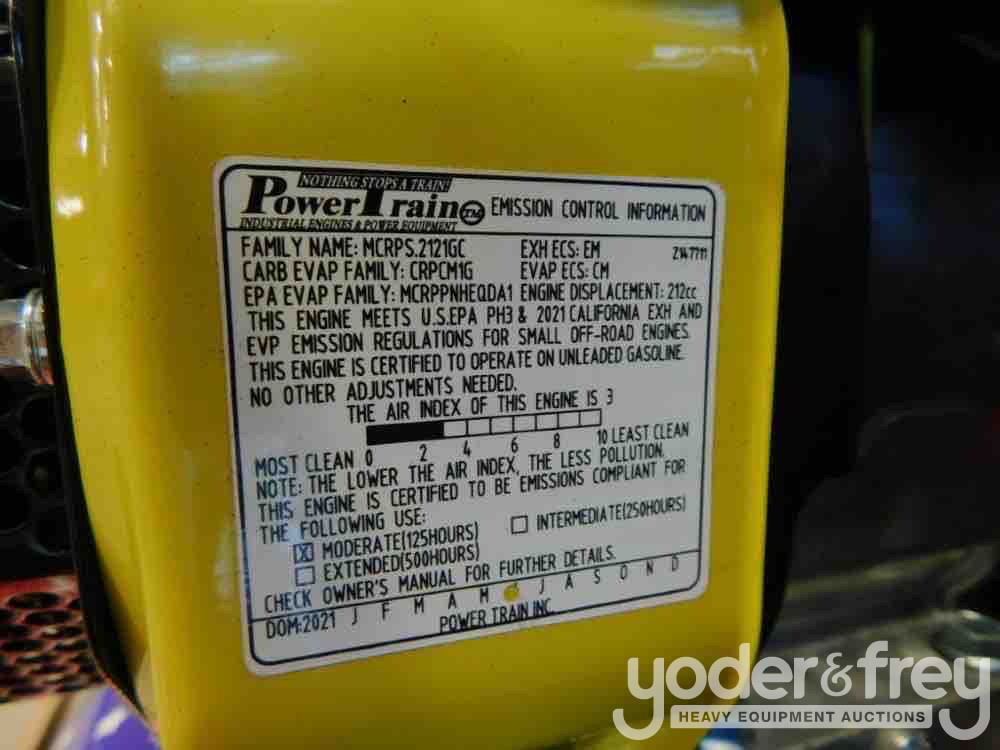 NOTHING STOPS A TRAIN!
PowerTrain TM EMISSION CONTROL INFORMATION
INDUSTRIAL ENGINES & POWER EQUIPMENT
FAMILY NAME: MCRPS.2121GC EXH ECS: EM Z147711
CARB EVAP FAMILY: CRPCM1G EVAP ECS: CM
EPA EVAP FAMILY: MCRPPNHEQDA1 ENGINE DISPLACEMENT: 212cc
THIS ENGINE MEETS U.S.EPA PH3 & 2021 CALIFORNIA EXH AND
EVP EMISSION REGULATIONS FOR SMALL OFF-ROAD ENGINES.
THIS ENGINE IS CERTIFIED TO OPERATE ON UNLEADED GASOLINE.
NO OTHER ADJUSTMENTS NEEDED.
THE AIR INDEX OF THIS ENGINE IS 3
MOST CLEAN 0 2 4 6 8 10 LEAST CLEAN
NOTE: THE LOWER THE AIR INDEX, THE LESS POLLUTION.
THIS ENGINE IS CERTIFIED TO BE EMISSIONS COMPLIANT FOR
THE FOLLOWING USE:
X MODERATE(125HOURS) INTERMEDIATE(250HOURS)
EXTENDED(500HOURS)
CHECK OWNER'S MANUAL FOR FURTHER DETAILS.
DOM:2021 J F M A M J A S O N D
POWER TRAIN INC.
yoder&frey
HEAVY EQUIPMENT AUCTIONS